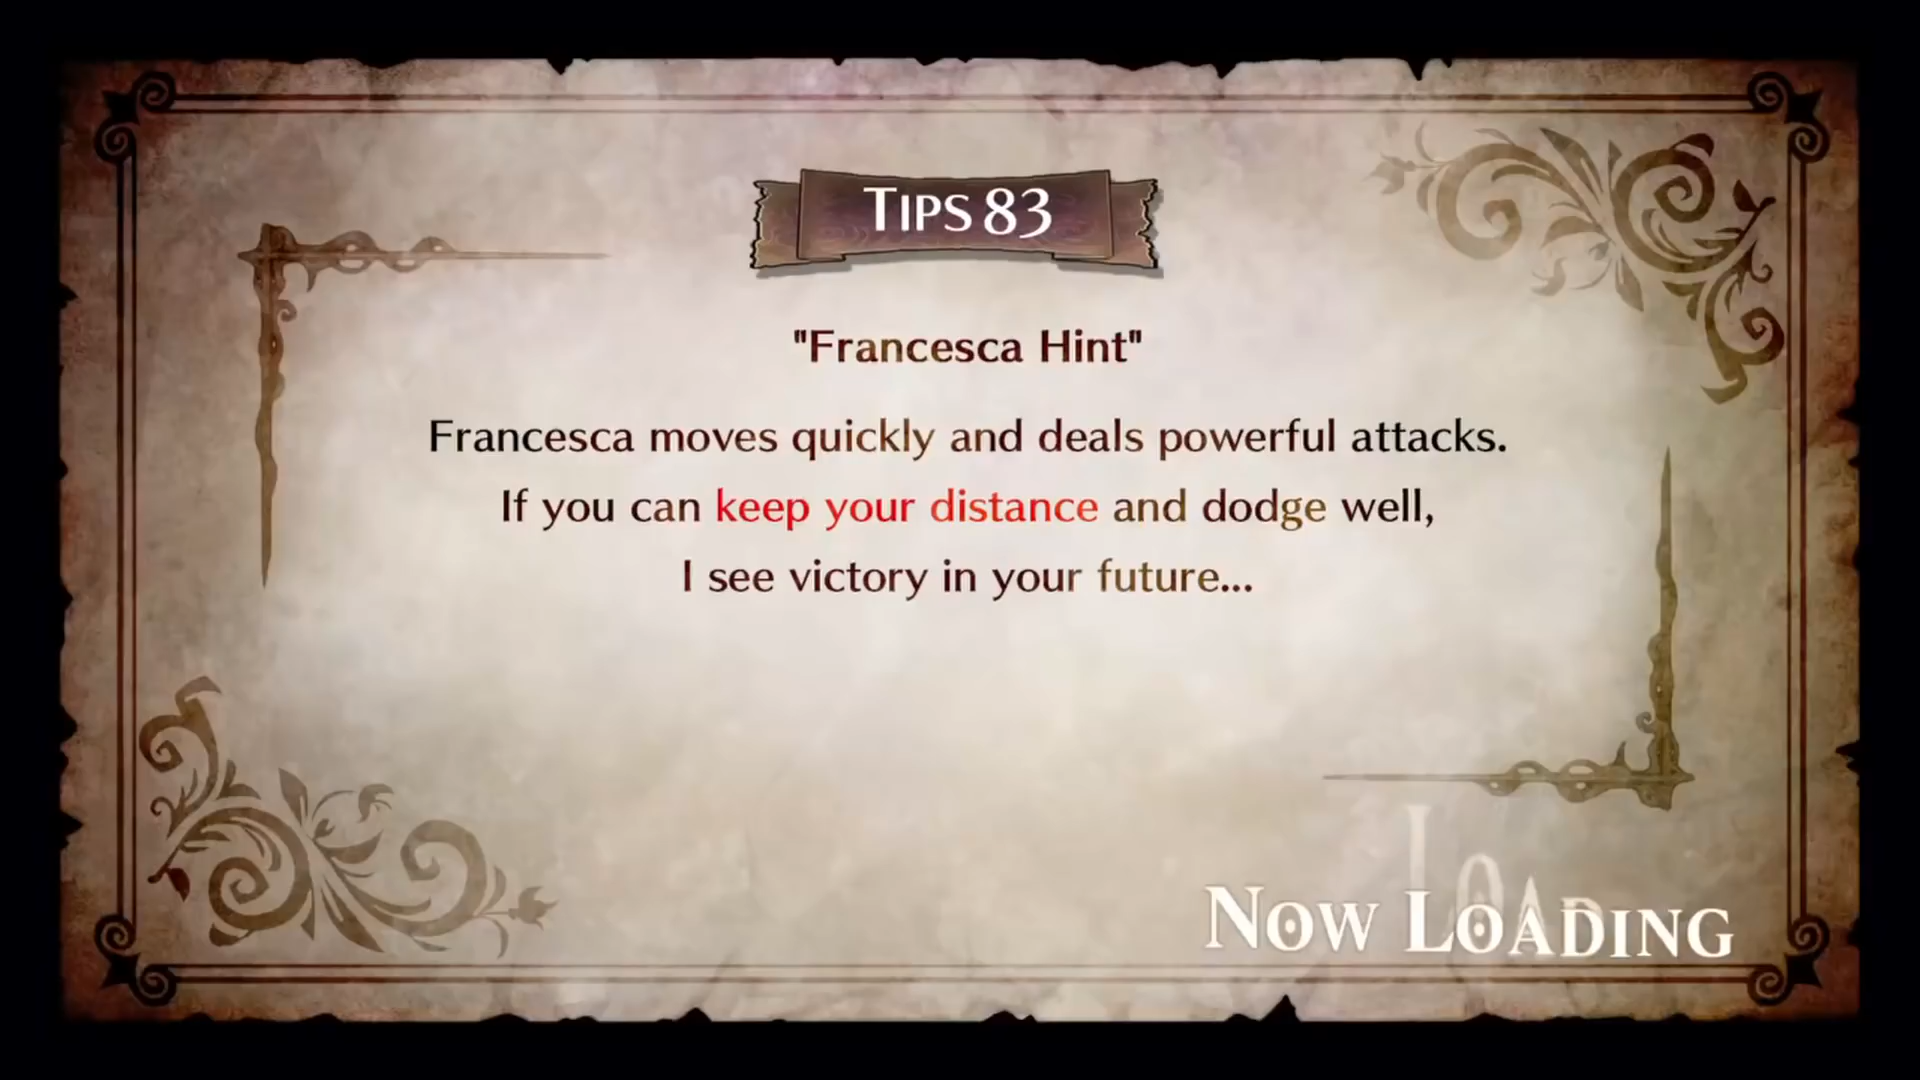 TIPS 83
"Francesca Hint"
Francesca moves quickly and deals powerful attacks.
If you can keep your distance and dodge well,
I see victory in your future...
NOW LOADING